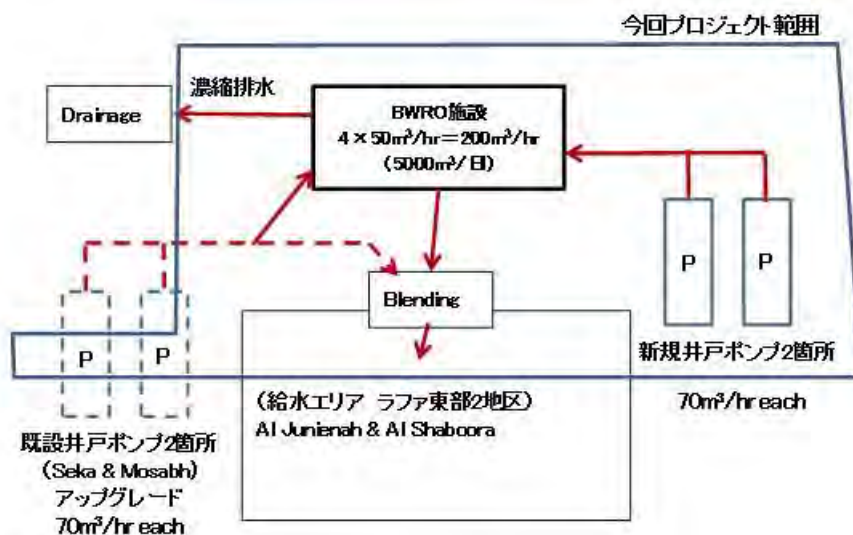 今回プロジェクト範囲
濃縮排水
Drainage
BWRO施設
4×50m³/hr=200m³/hr
(5000m³/日)
P
P
Blending
P
P
新規井戸ポンプ2箇所
70m³/hr each
(給水エリア ラファ東部2地区)
Al Junienah & Al Shaboora
既設井戸ポンプ2箇所
(Seka & Mosabh)
アップグレード
70m³/hr each